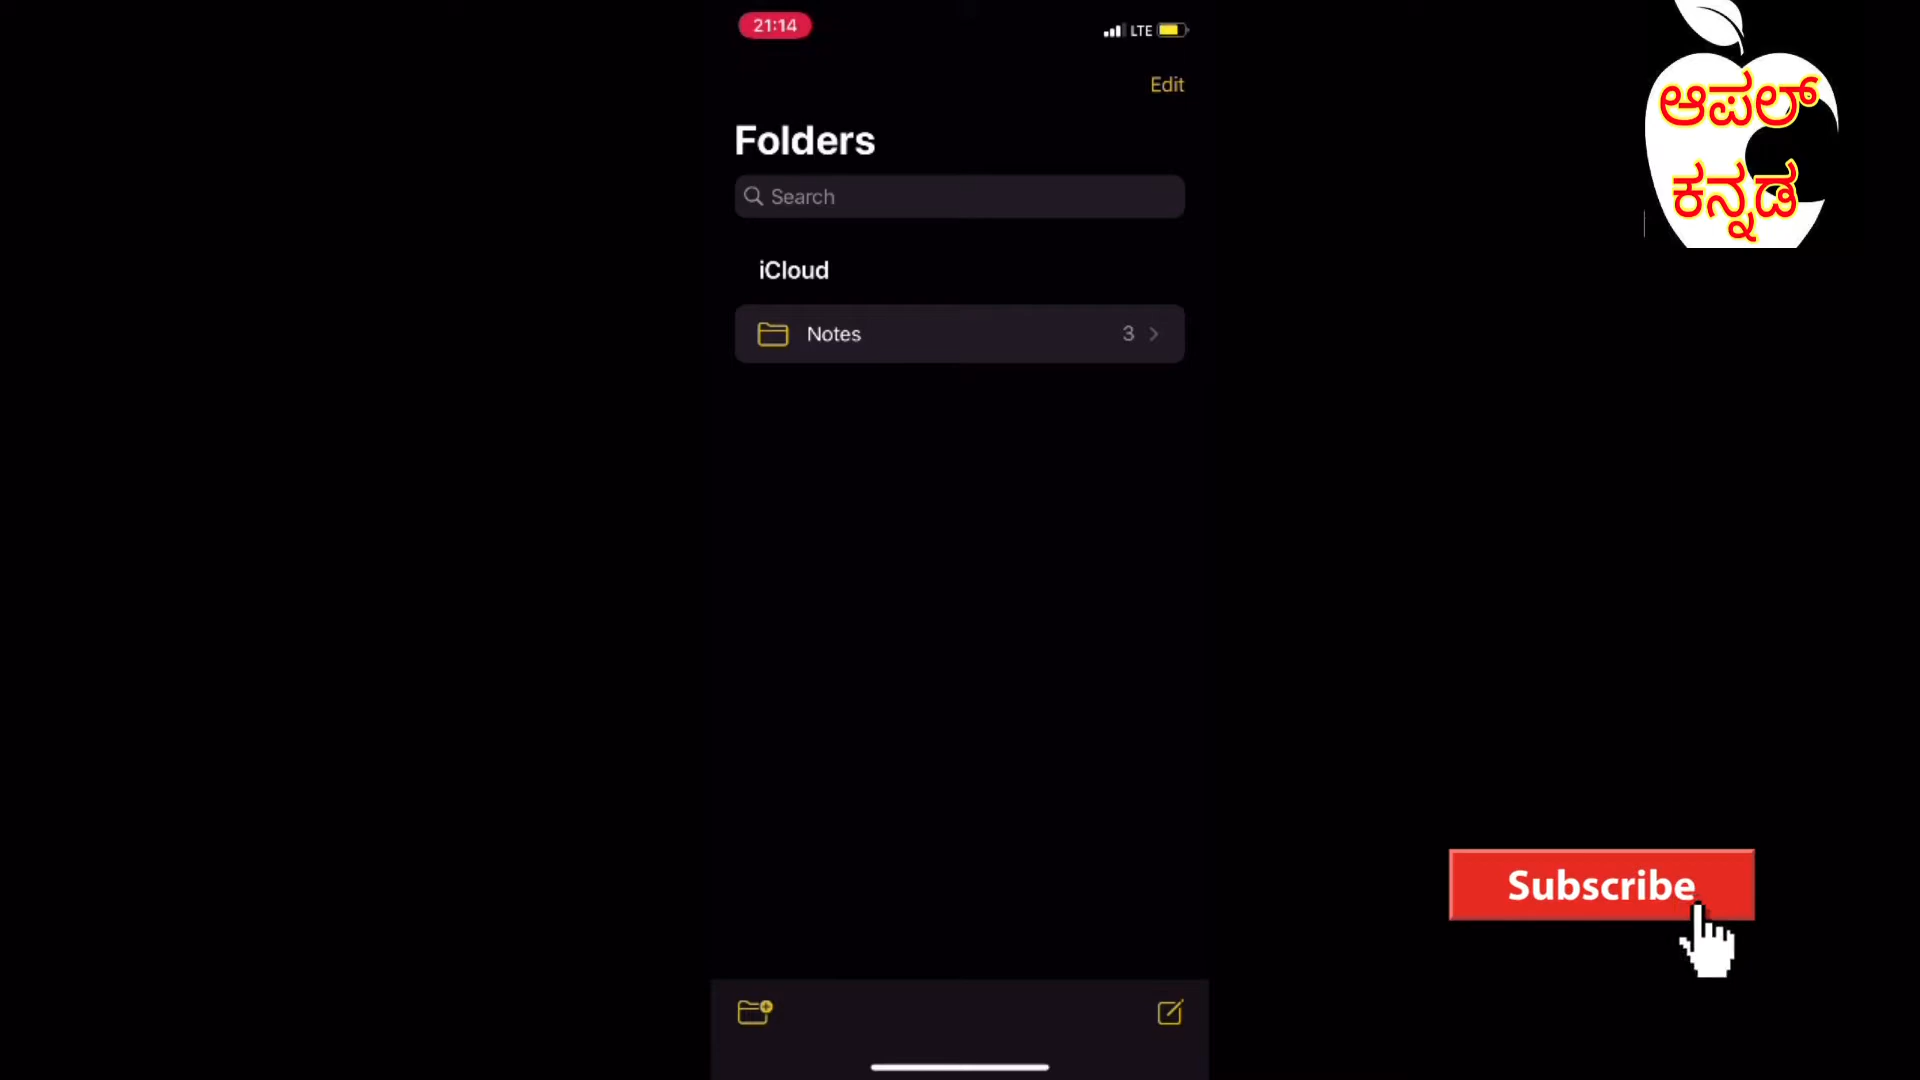 21:14
LTE
Edit
Folders
Search
iCloud
Notes 3
ಆಪಲ್
ಕನ್ನಡ
Subscribe